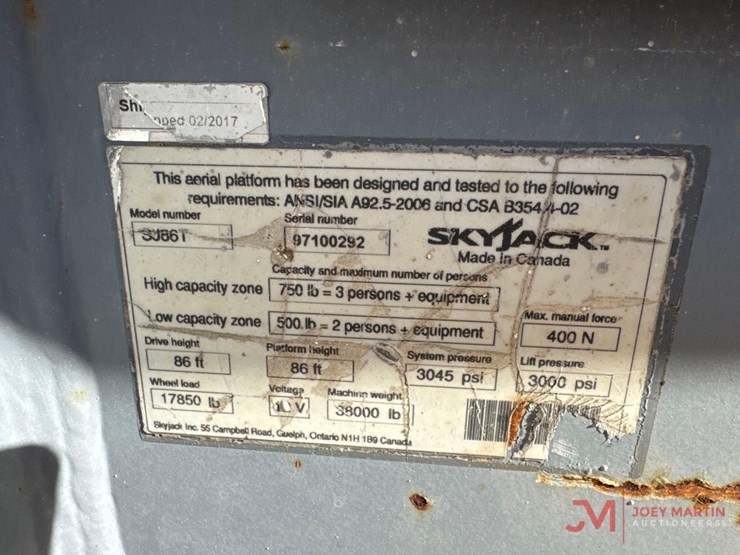 Shipped 02/2017
This aerial platform has been designed and tested to the following
requirements: ANSI/SIA A92.5-2006 and CSA B354.4-02
Model number
SJ86T
Serial number
97100292
SKYJACK™
Made in Canada
Capacity and maximum number of persons
High capacity zone 750 lb = 3 persons + equipment
Low capacity zone 500 lb = 2 persons + equipment
Max. manual force
400 N
Drive height
86 ft
Platform height
86 ft
System pressure
3045 psi
Lift pressure
3000 psi
Wheel load
17850 lb
Voltage
V
Machine weight
38000 lb
Skyjack Inc. 55 Campbell Road, Guelph, Ontario N1H 1B9 Canada
JM JOEY MARTIN
AUCTIONEERS